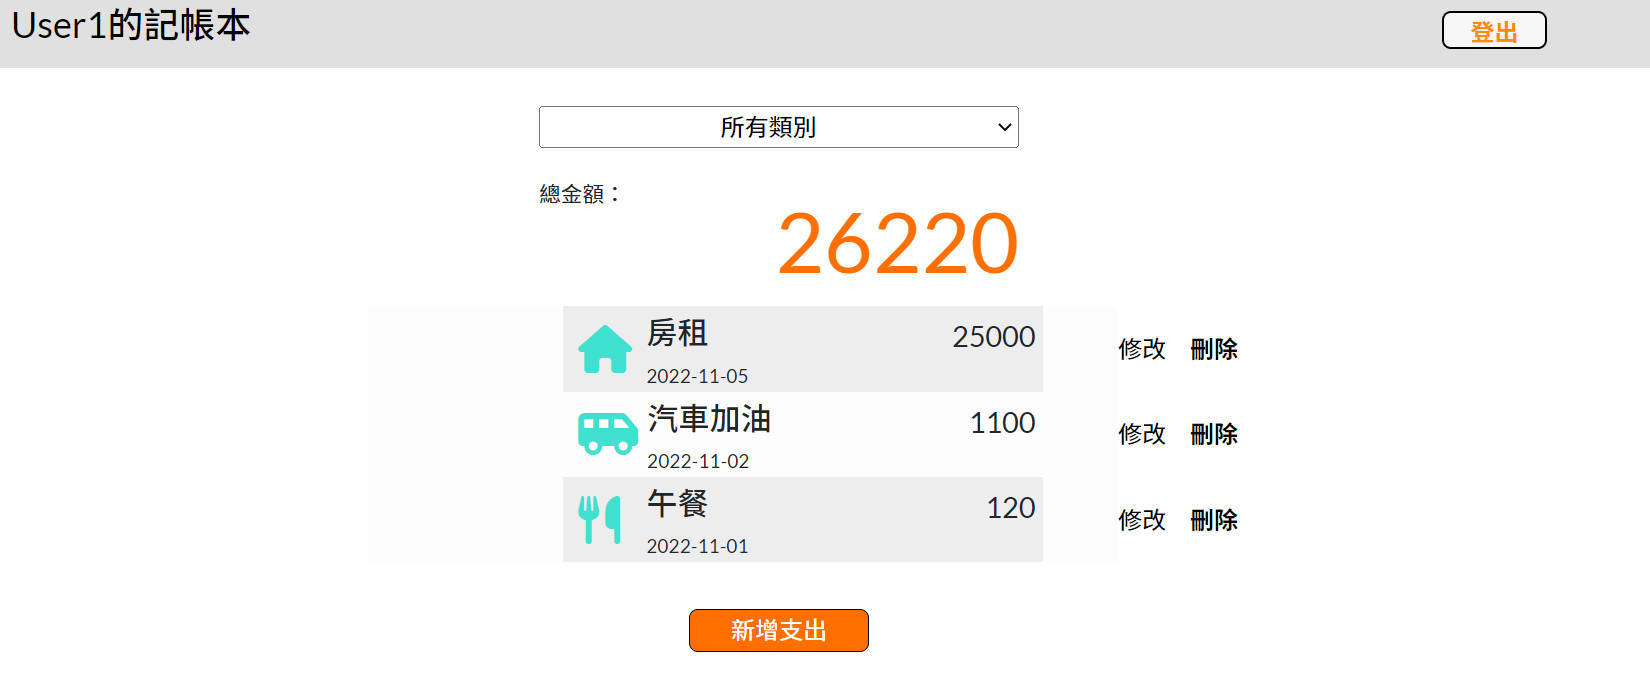 User1的記帳本
登出
所有類別
總金額：
26220
房租 25000 修改 刪除
2022-11-05
汽車加油 1100 修改 刪除
2022-11-02
午餐 120 修改 刪除
2022-11-01
新增支出